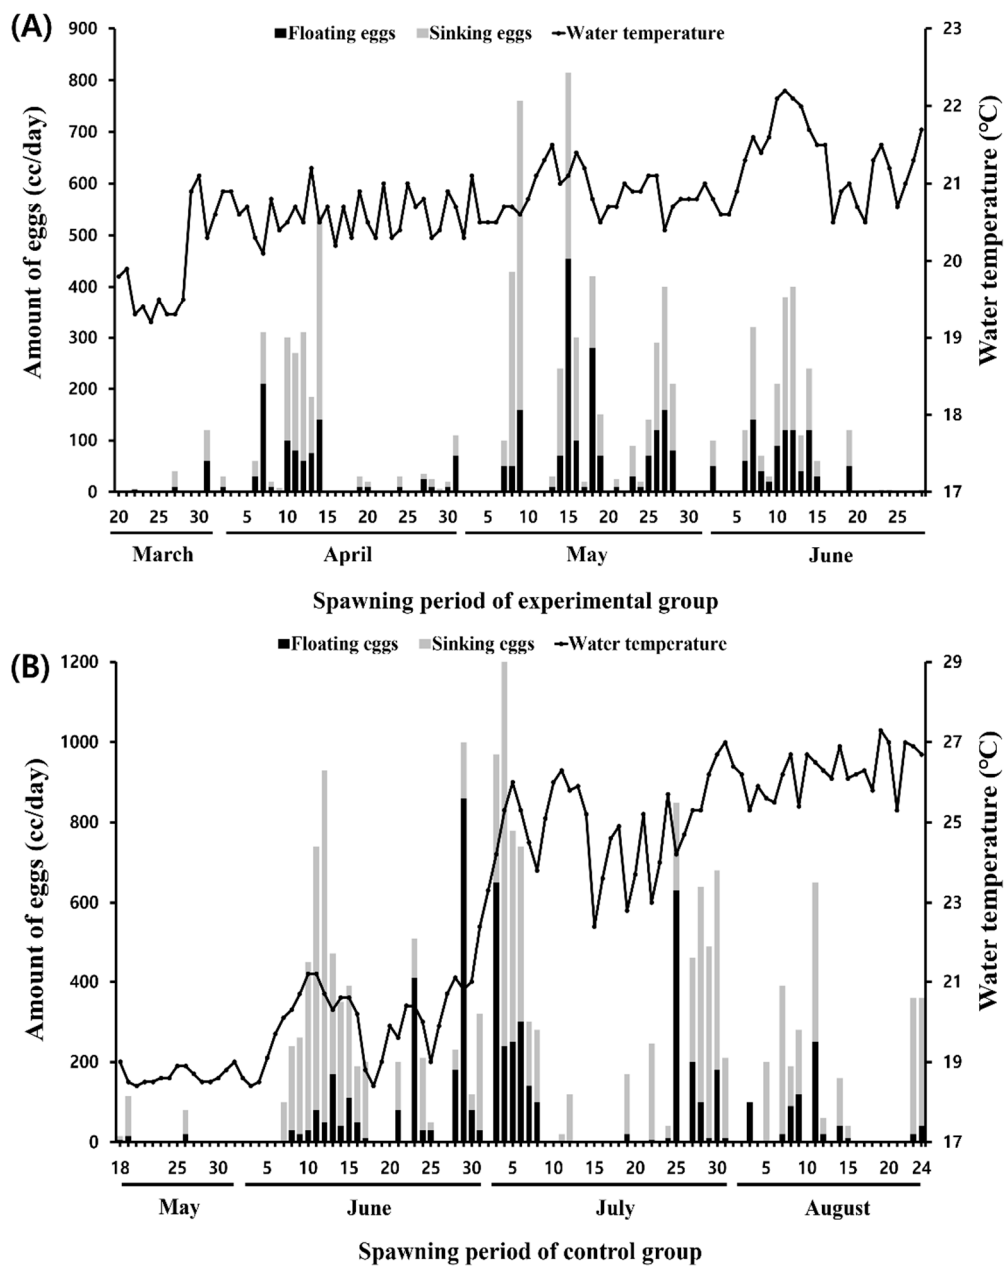 (A)
Floating eggs Sinking eggs Water temperature
Amount of eggs (cc/day)
900
800
700
600
500
400
300
200
100
0
23
22
21
20
19
18
17
Water temperature (℃)
20 25 30 5 10 15 20 25 30 5 10 15 20 25 30 5 10 15 20 25
March April May June
Spawning period of experimental group
(B)
Floating eggs Sinking eggs Water temperature
Amount of eggs (cc/day)
1200
1000
800
600
400
200
0
29
27
25
23
21
19
17
Water temperature (℃)
18 25 30 5 10 15 20 25 30 5 10 15 20 25 30 5 10 15 20 24
May June July August
Spawning period of control group